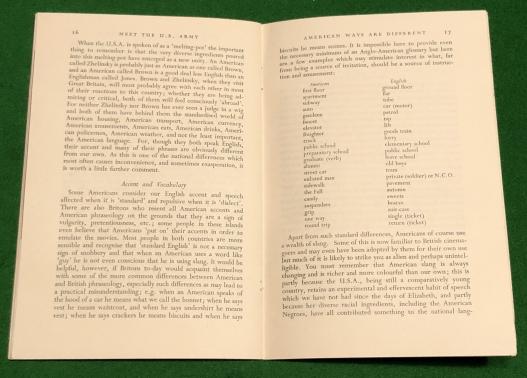 16 MEET THE U.S. ARMY
When the U.S.A. is spoken of as a 'melting-pot' the important
thing to remember is that the very diverse ingredients poured
into this melting-pot have emerged as a new unity. An American
called Zhelinsky is probably just as American as one called Brown,
and an American called Brown is a good deal less English than an
Englishman called Jones. Brown and Zhelinsky, when they visit
Great Britain, will most probably agree with each other in most
of their reactions to this country; whether they are being ad-
miring or critical, both of them will feel consciously 'abroad'.
For neither Zhelinsky nor Brown has ever sat before a judge in a wig
and both of them have behind them the standardised world of
American housing, American transport, American currency,
American amusements, American eats, American drinks, Ameri-
can policemen, American weather, and not the least important,
the American language. For, though they both speak English,
their accent and many of their phrases are obviously different
from our own. As this is one of the national differences which
most often causes inconvenience, and sometimes exasperation, it
is worth a little further comment.
Accent and Vocabulary
Some Americans consider our English accent and speech
affected when it is 'standard' and repulsive when it is 'dialect'.
There are also Britons who resent all American accents and
American phraseology on the grounds that they are a sign of
vulgarity, pretentiousness, etc.; some people in these islands
even believe that Americans 'put on' their accents in order to
emulate the movies. Most people in both countries are more
sensible and recognise that 'standard English' is not a necessary
sign of snobbery and that when an American uses a word like
'guy' he is not even conscious that he is using slang. It would be
helpful, however, if Britons to-day would acquaint themselves
with some of the more common differences between American
and British phraseology, especially such differences as may lead to
a practical misunderstanding; e.g. when an American speaks of
the hood of a car he means what we call the bonnet; when he says
vest he means waistcoat, and when he says undershirt he means
vest; when he says crackers he means biscuits and when he says
AMERICAN WAYS ARE DIFFERENT 17
biscuits he means scones. It is impossible here to provide even
the necessary minimum of an Anglo-American glossary but here
are a few examples which may stimulate interest in what, far
from being a source of irritation, should be a source of instruc-
tion and amusement:
American English
first floor ground floor
apartment flat
subway tube
auto car (motor)
gasolene petrol
boost
elevator lift
freighter goods train
truck lorry
public school elementary school
preparatory school public school
graduate (verb) leave school
alumni old boys
street car tram
enlisted man private (soldier) or N.C.O.
sidewalk pavement
the Fall autumn
candy sweets
suspenders braces
grip suit-case
one way single (ticket)
round trip return (ticket)
Apart from such standard differences, Americans of course use
a wealth of slang. Some of this is now familiar to British cinema-
goers and may even have been adopted by them for their own use
but much of it is likely to strike you as alien and perhaps unintel-
ligible. You must remember that American slang is always
changing and is richer and more colourful than our own; this is
partly because the U.S.A., being still a comparatively young
country, retains an experimental and effervescent habit of speech
which we have not had since the days of Elizabeth, and partly
because her diverse racial ingredients, including the American
Negroes, have all contributed something to the national lang-